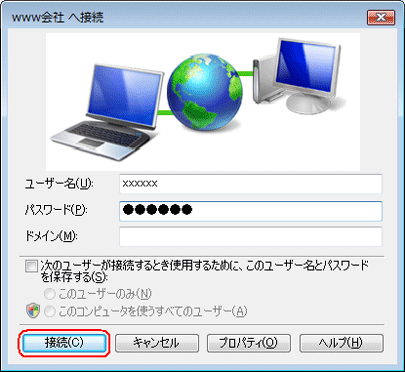 www会社 へ接続
ユーザー名(U):
xxxxxx
パスワード(P):
●●●●●●
ドメイン(M):
次のユーザーが接続するとき使用するために、このユーザー名とパスワード
を保存する(S):
このユーザーのみ(N)
このコンピュータを使うすべてのユーザー(A)
接続(C)
キャンセル
プロパティ(O)
ヘルプ(H)